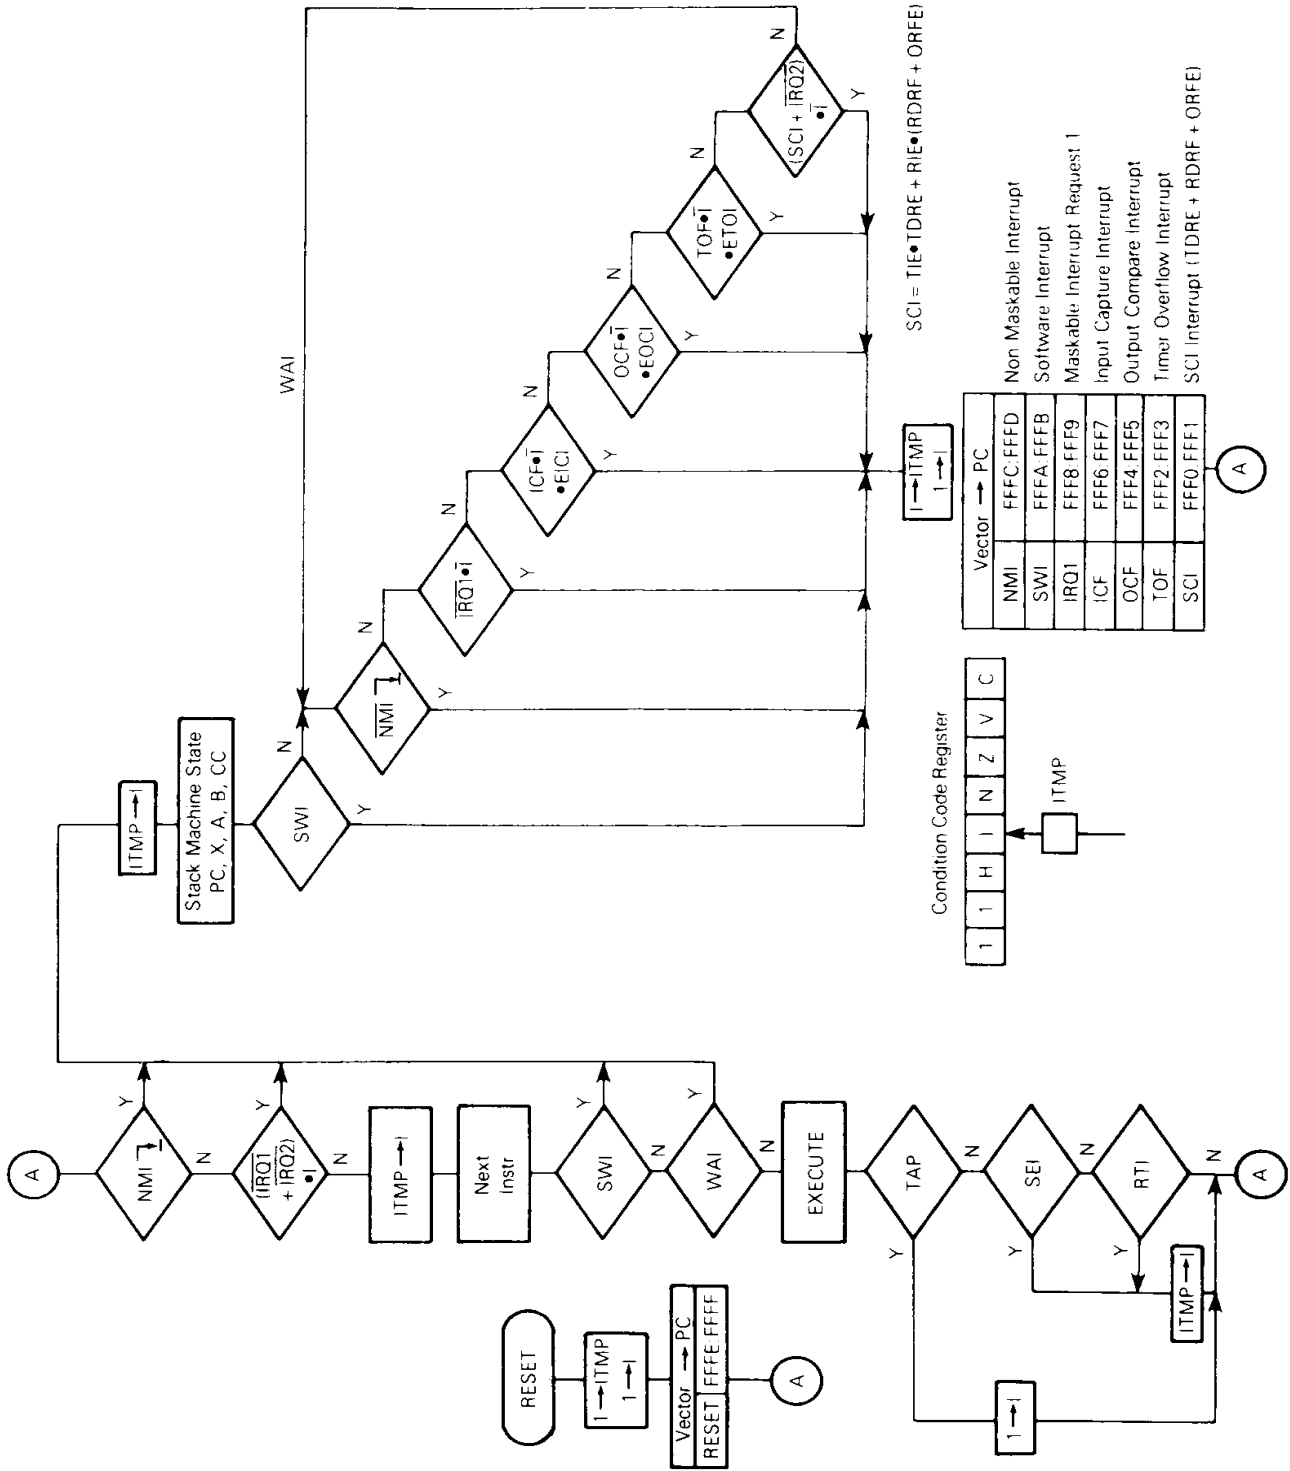 A
NMI
Y
N
(IRQ1
+ IRQ2)
•I
Y
N
ITMP→I
Next
Instr
SWI
Y
N
WAI
Y
N
EXECUTE
TAP
Y
N
SEI
Y
N
RTI
Y
N
ITMP→I
1→I
A
RESET
1→ITMP
1→I
Vector → PC
RESET FFFE:FFFF
A
ITMP→I
Stack Machine State
PC, X, A, B, CC
SWI
N
Y
WAI
NMI
N
Y
IRQ1•I
N
Y
ICF•I
•EICI
N
Y
OCF•I
•EOCI
N
Y
TOF•I
•ETOI
N
Y
(SCI + IRQ2)
•I
N
Y
SCI = TIE•TDRE + RIE•(RDRF + ORFE)
I→ITMP
1→I
Vector → PC
NMI FFFC:FFFD Non Maskable Interrupt
SWI FFFA:FFFB Software Interrupt
IRQ1 FFF8:FFF9 Maskable Interrupt Request 1
ICF FFF6:FFF7 Input Capture Interrupt
OCF FFF4:FFF5 Output Compare Interrupt
TOF FFF2:FFF3 Timer Overflow Interrupt
SCI FFF0:FFF1 SCI Interrupt (TDRE + RDRF + ORFE)
A
Condition Code Register
1 1 H I N Z V C
ITMP